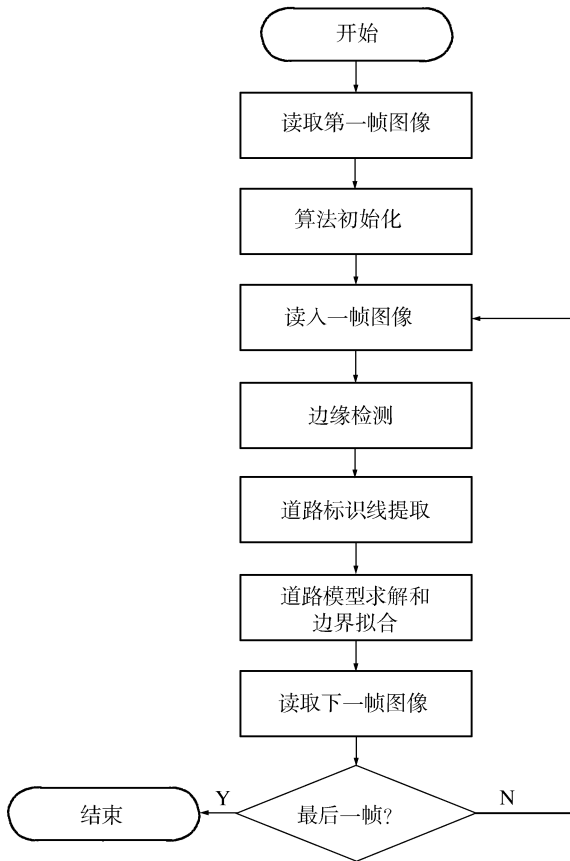 开始
读取第一帧图像
算法初始化
读入一帧图像
边缘检测
道路标识线提取
道路模型求解和
边界拟合
读取下一帧图像
结束
Y
最后一帧?
N